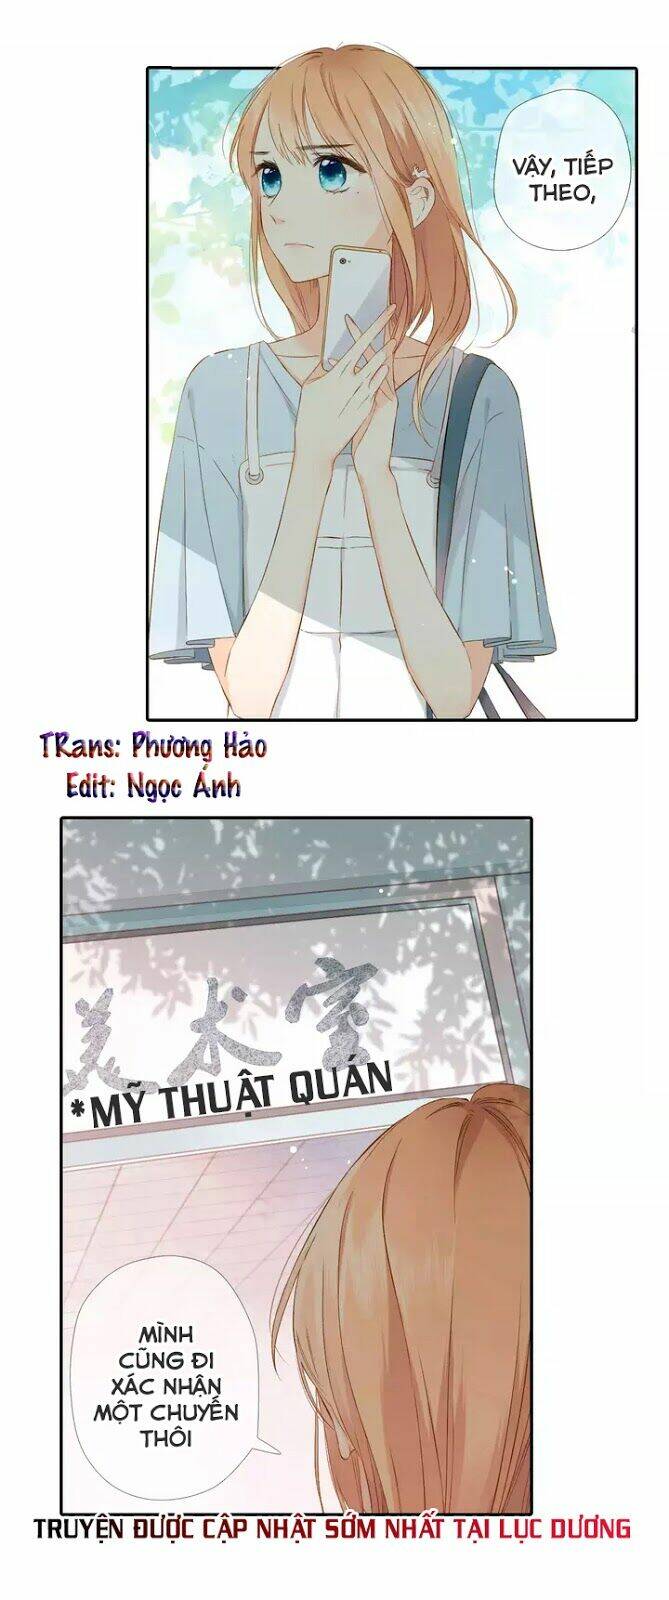 VẬY, TIẾP
THEO,
TRans: Phương Hảo
Edit: Ngọc Ánh
美术室
*MỸ THUẬT QUÁN
MÌNH
CŨNG ĐI
XÁC NHẬN
MỘT CHUYẾN
THÔI
TRUYỆN ĐƯỢC CẬP NHẬT SỚM NHẤT TẠI LỤC DƯƠNG